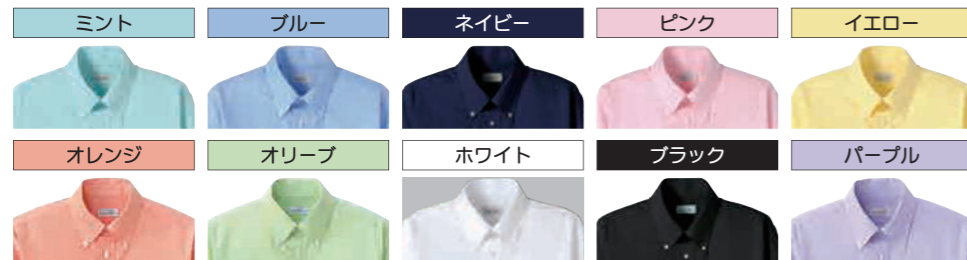 ミント
ブルー
ネイビー
ピンク
イエロー
オレンジ
オリーブ
ホワイト
ブラック
パープル